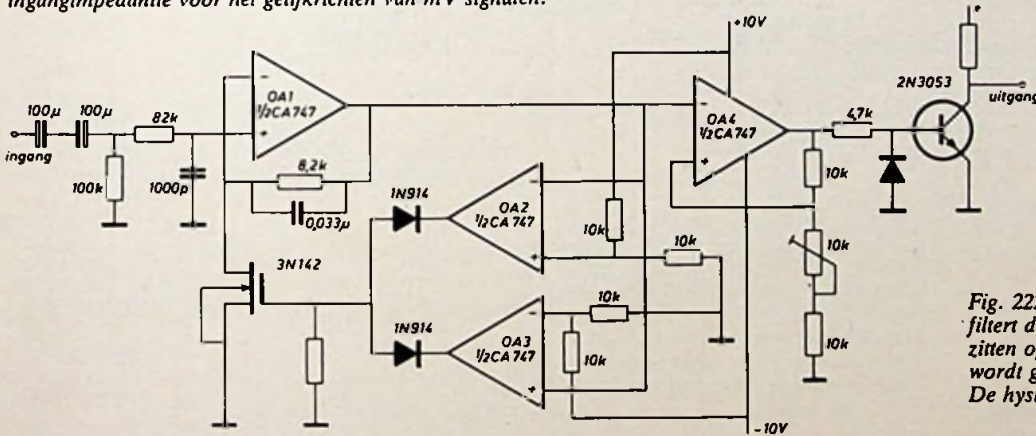 ingangimpedantie voor het gelijkrichten van mV signalen.
+10V
100μ
100μ
82k
ingang
100k
1000p
OA1
1/2CA747
8,2k
0,033μ
3N142
1N914
1N914
OA2
1/2CA747
OA3
1/2CA747
10k
10k
10k
10k
OA4
1/2CA747
-10V
4,7k
10k
10k
10k
2N3053
*
uitgang
Fig. 22
filtert d
zitten op
wordt g
De hyst